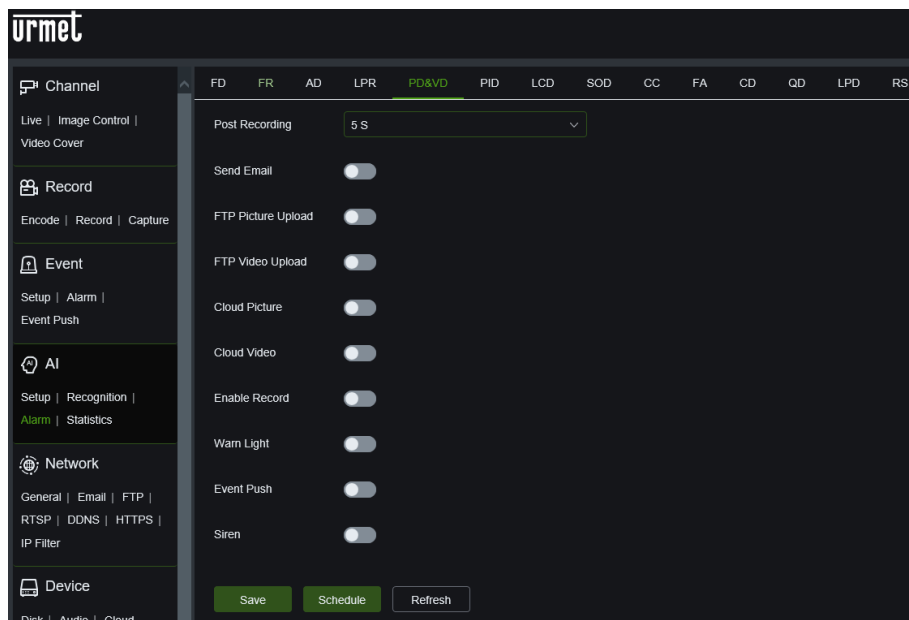 urmet
Channel
Live | Image Control |
Video Cover
Record
Encode | Record | Capture
Event
Setup | Alarm |
Event Push
AI
Setup | Recognition |
Alarm | Statistics
Network
General | Email | FTP |
RTSP | DDNS | HTTPS |
IP Filter
Device
Disk | Audio | Cloud
FD FR AD LPR PD&VD PID LCD SOD CC FA CD QD LPD RS
Post Recording 5 S
Send Email
FTP Picture Upload
FTP Video Upload
Cloud Picture
Cloud Video
Enable Record
Warn Light
Event Push
Siren
Save Schedule Refresh